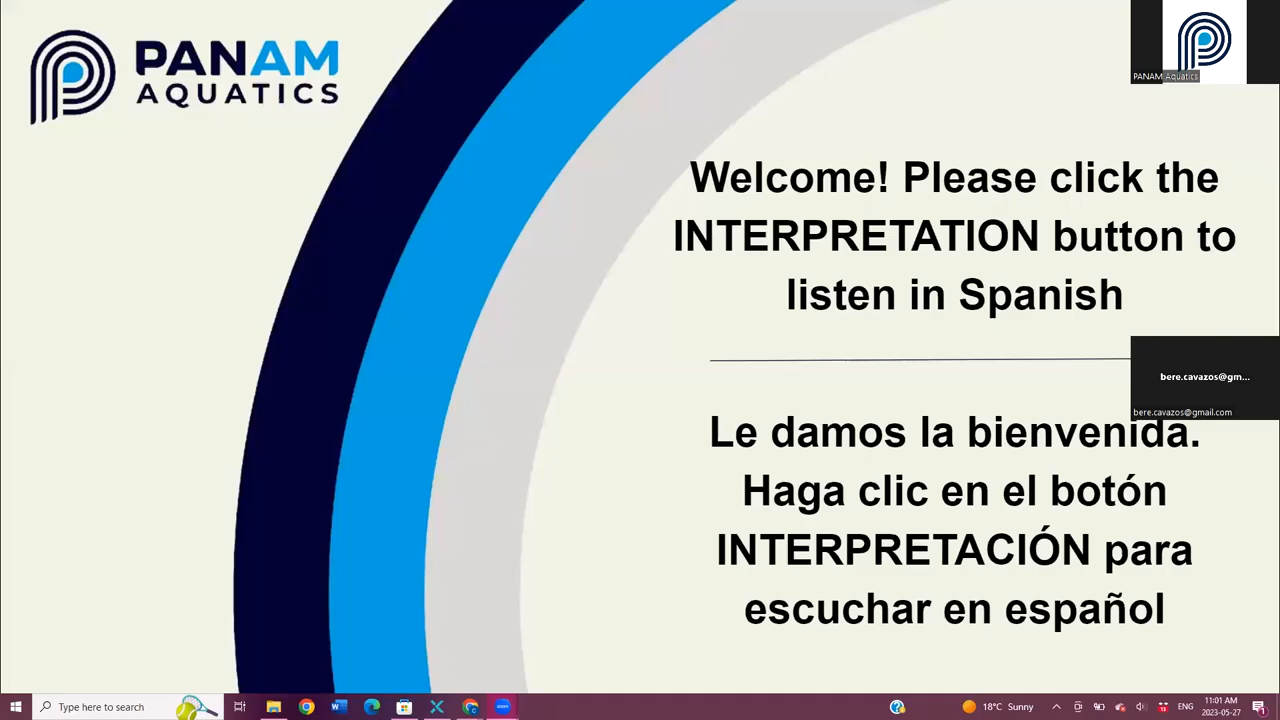 PANAM
AQUATICS
PANAM Aquatics
Welcome! Please click the
INTERPRETATION button to
listen in Spanish
bere.cavazos@gm...
bere.cavazos@gmail.com
Le damos la bienvenida.
Haga clic en el botón
INTERPRETACIÓN para
escuchar en español
Type here to search
18°C Sunny
ENG
11:01 AM
2023-05-27